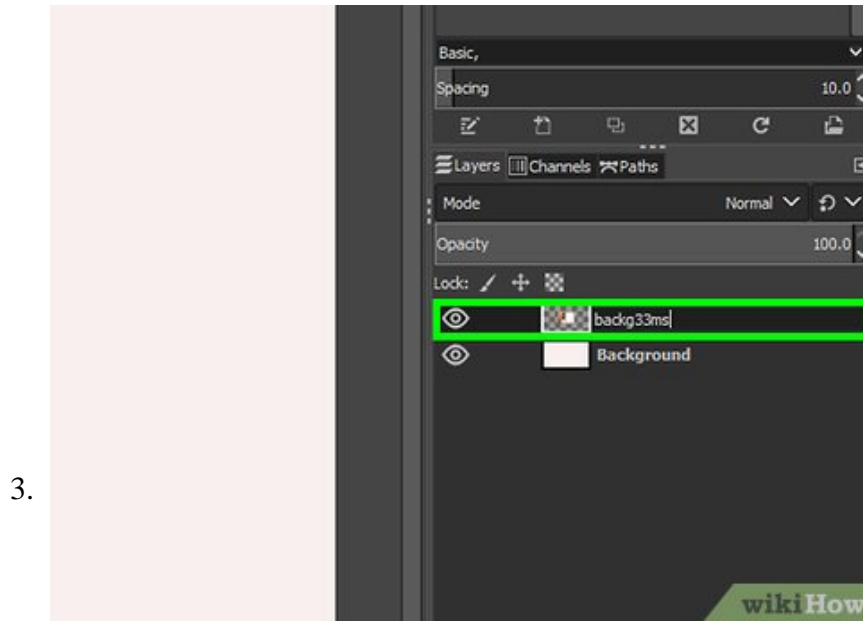 Basic,
Spacing 10.0
Layers Channels Paths
Mode Normal
Opacity 100.0
Lock:
backg33ms
Background
3.
wikiHow